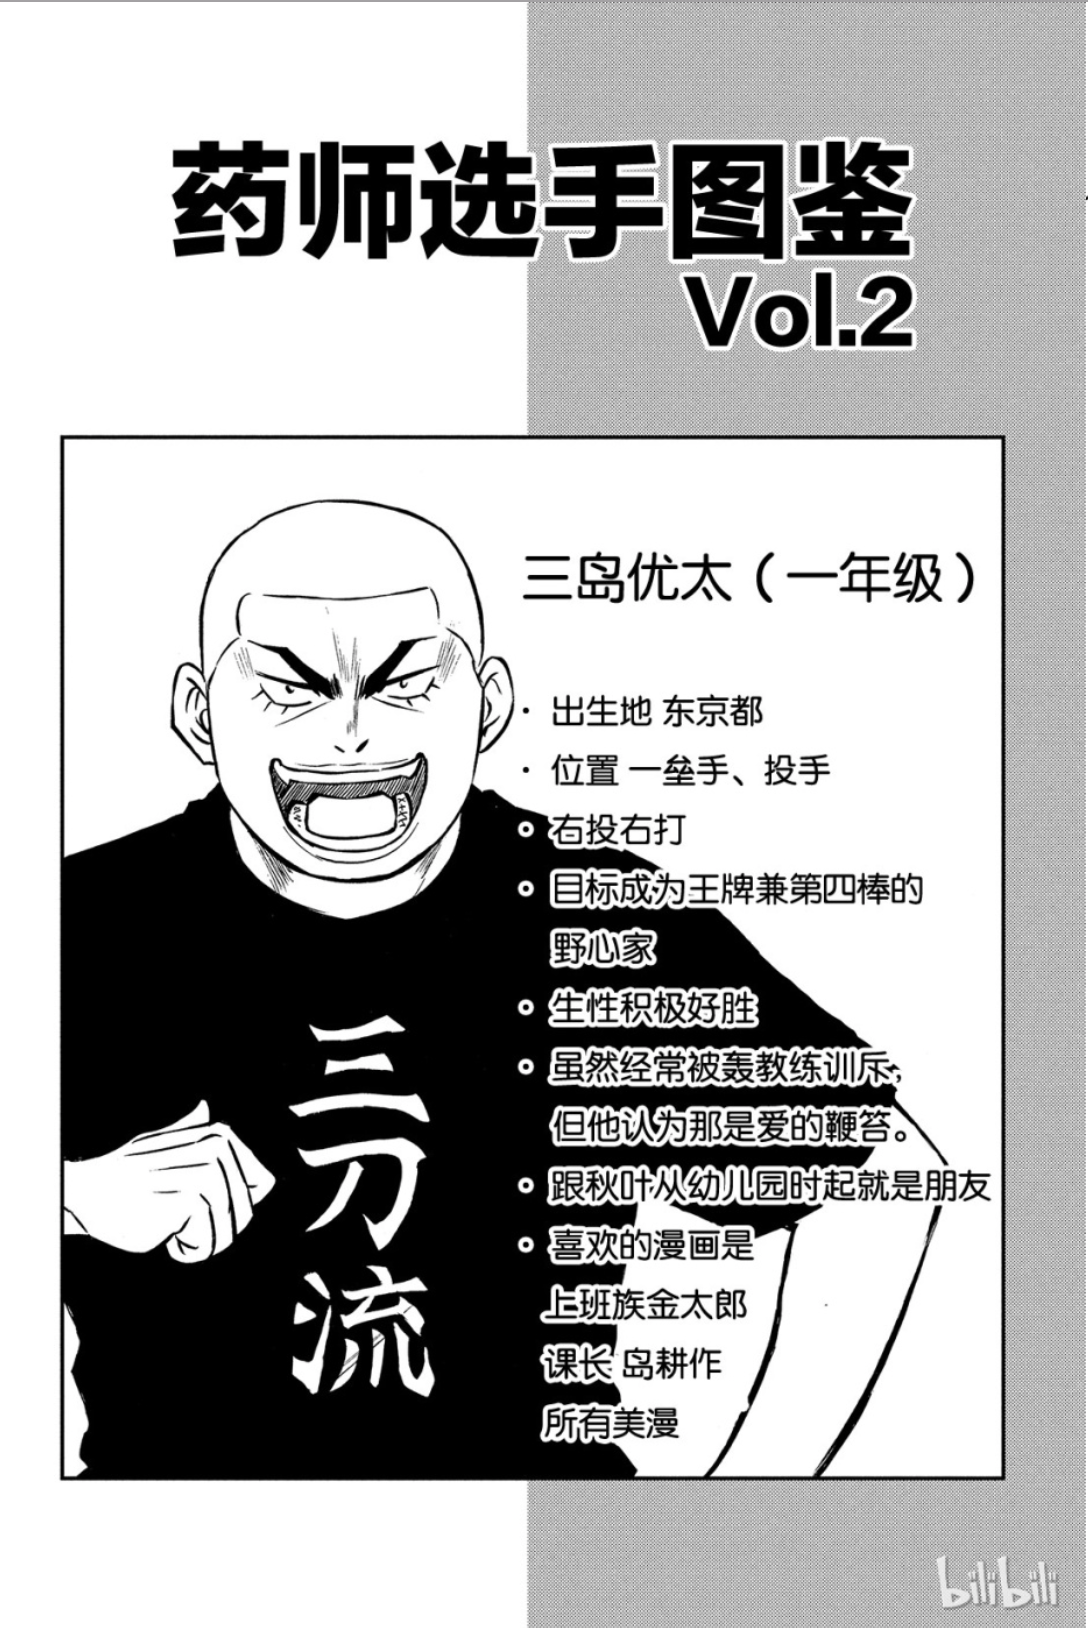 药师选手图鉴
Vol.2
三岛优太（一年级）
· 出生地 东京都
· 位置 一垒手、投手
· 右投右打
· 目标成为王牌兼第四棒的
野心家
· 生性积极好胜
· 虽然经常被轰教练训斥，
但他认为那是爱的鞭笞。
· 跟秋叶从幼儿园时起就是朋友
· 喜欢的漫画是
上班族金太郎
课长 岛耕作
所有美漫
三刀流
bilibili